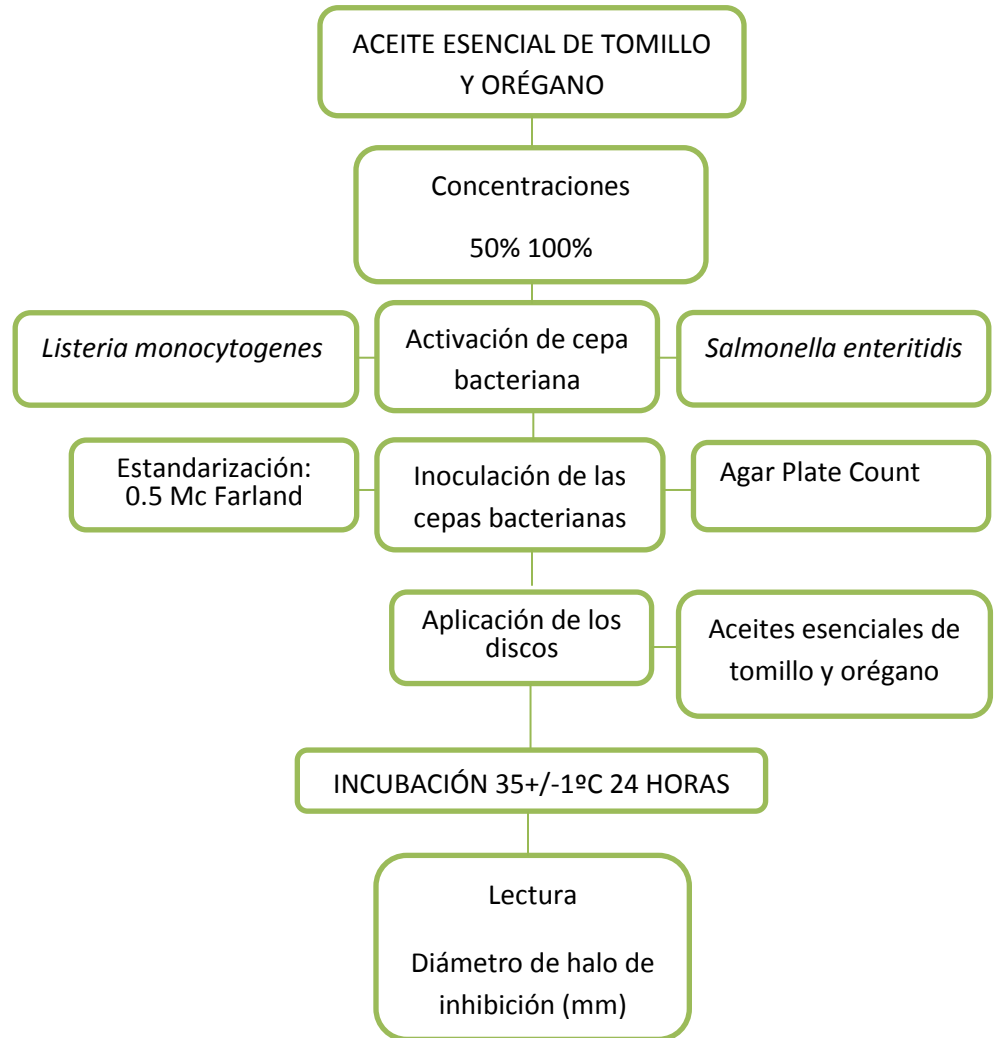 ACEITE ESENCIAL DE TOMILLO
Y ORÉGANO
Concentraciones
50% 100%
Listeria monocytogenes
Activación de cepa
bacteriana
Salmonella enteritidis
Estandarización:
0.5 Mc Farland
Inoculación de las
cepas bacterianas
Agar Plate Count
Aplicación de los
discos
Aceites esenciales de
tomillo y orégano
INCUBACIÓN 35+/-1ºC 24 HORAS
Lectura
Diámetro de halo de
inhibición (mm)